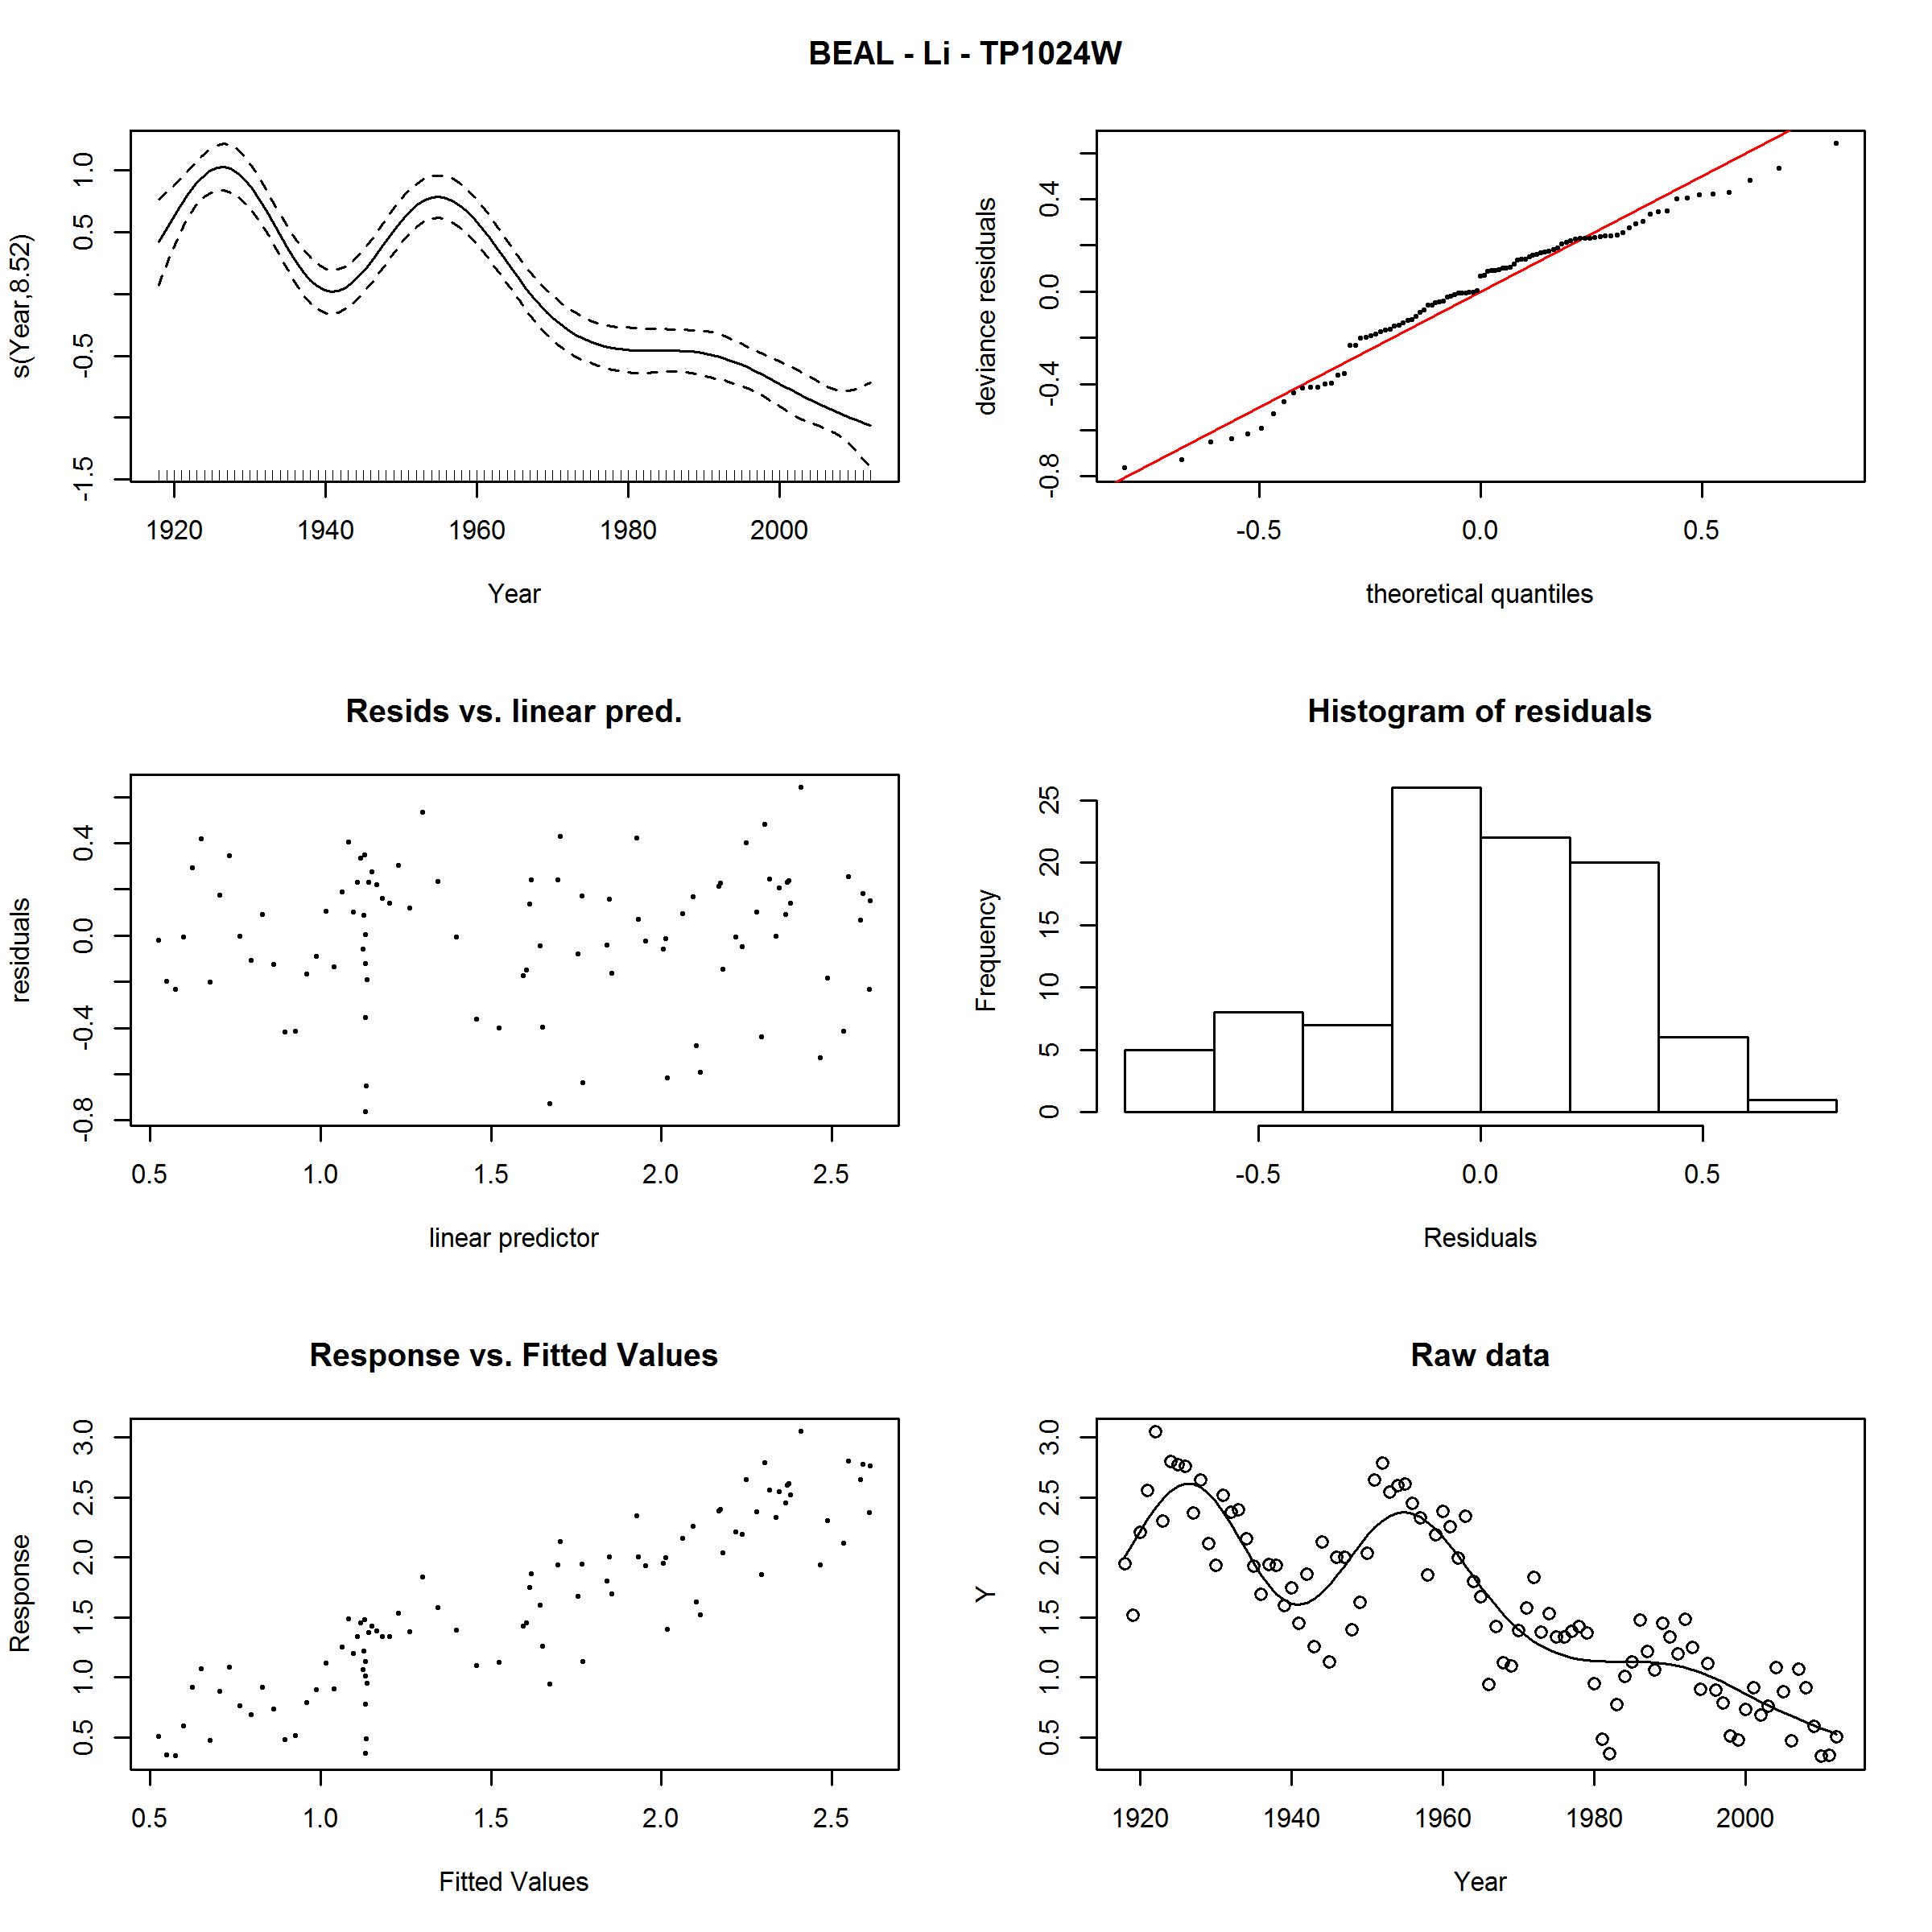 BEAL - Li - TP1024W
s(Year,8.52)
-1.5 -0.5 0.5 1.0
1920 1940 1960 1980 2000
Year
deviance residuals
-0.8 -0.4 0.0 0.4
-0.5 0.0 0.5
theoretical quantiles
Resids vs. linear pred.
residuals
-0.8 -0.4 0.0 0.4
0.5 1.0 1.5 2.0 2.5
linear predictor
Histogram of residuals
Frequency
0 5 10 15 20 25
-0.5 0.0 0.5
Residuals
Response vs. Fitted Values
Response
0.5 1.0 1.5 2.0 2.5 3.0
0.5 1.0 1.5 2.0 2.5
Fitted Values
Raw data
Y
0.5 1.0 1.5 2.0 2.5 3.0
1920 1940 1960 1980 2000
Year